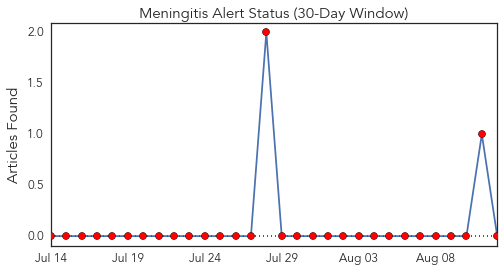 Meningitis Alert Status (30-Day Window)
Articles Found
2.0
1.5
1.0
0.5
0.0
Jul 14 Jul 19 Jul 24 Jul 29 Aug 03 Aug 08